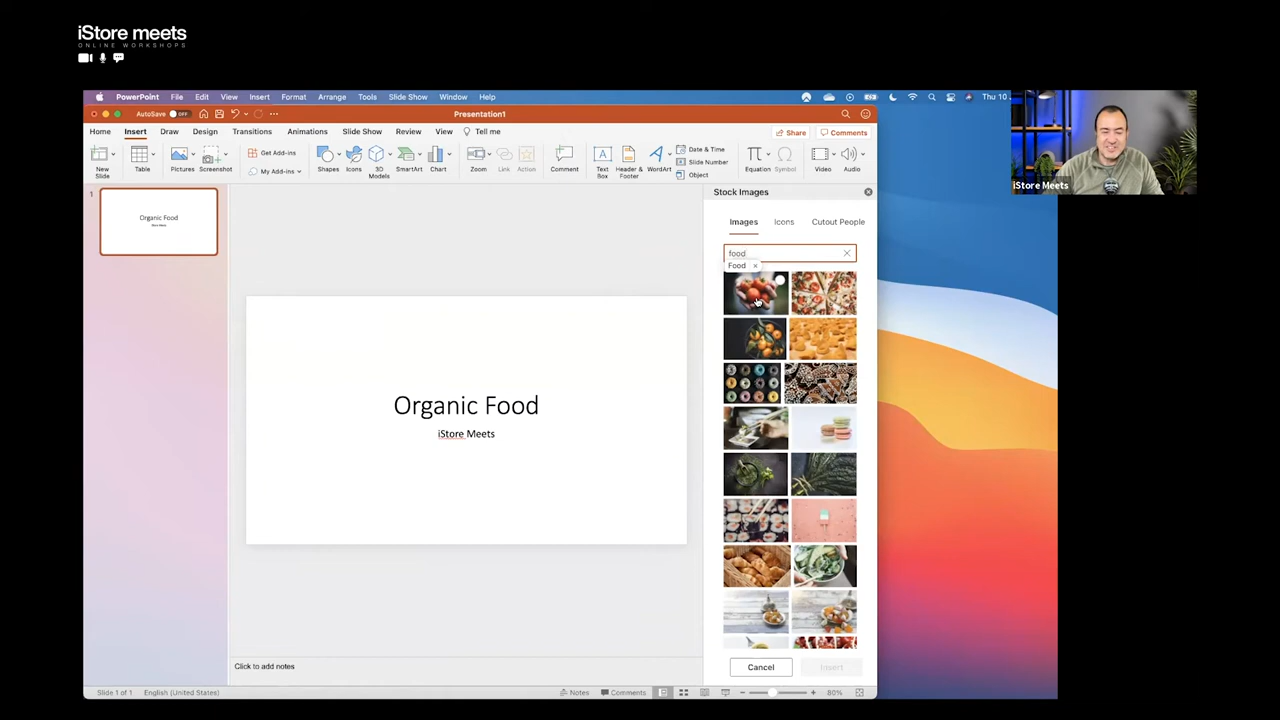 iStore meets
ONLINE WORKSHOPS
PowerPoint File Edit View Insert Format Arrange Tools Slide Show Window Help Thu 10
AutoSave OFF Presentation1
Home Insert Draw Design Transitions Animations Slide Show Review View Tell me Share Comments
New Slide
Table
Pictures
Screenshot
Get Add-ins
My Add-ins
Shapes
Icons
3D Models
SmartArt
Chart
Zoom
Link
Action
Comment
Text Box
Header & Footer
WordArt
Date & Time
Slide Number
Object
Equation
Symbol
Video
Audio
iStore Meets
1
Organic Food
iStore Meets
Stock Images
Images Icons Cutout People
food
Food ×
Organic Food
iStore Meets
Cancel Insert
Click to add notes
Slide 1 of 1 English (United States) Notes Comments 80%